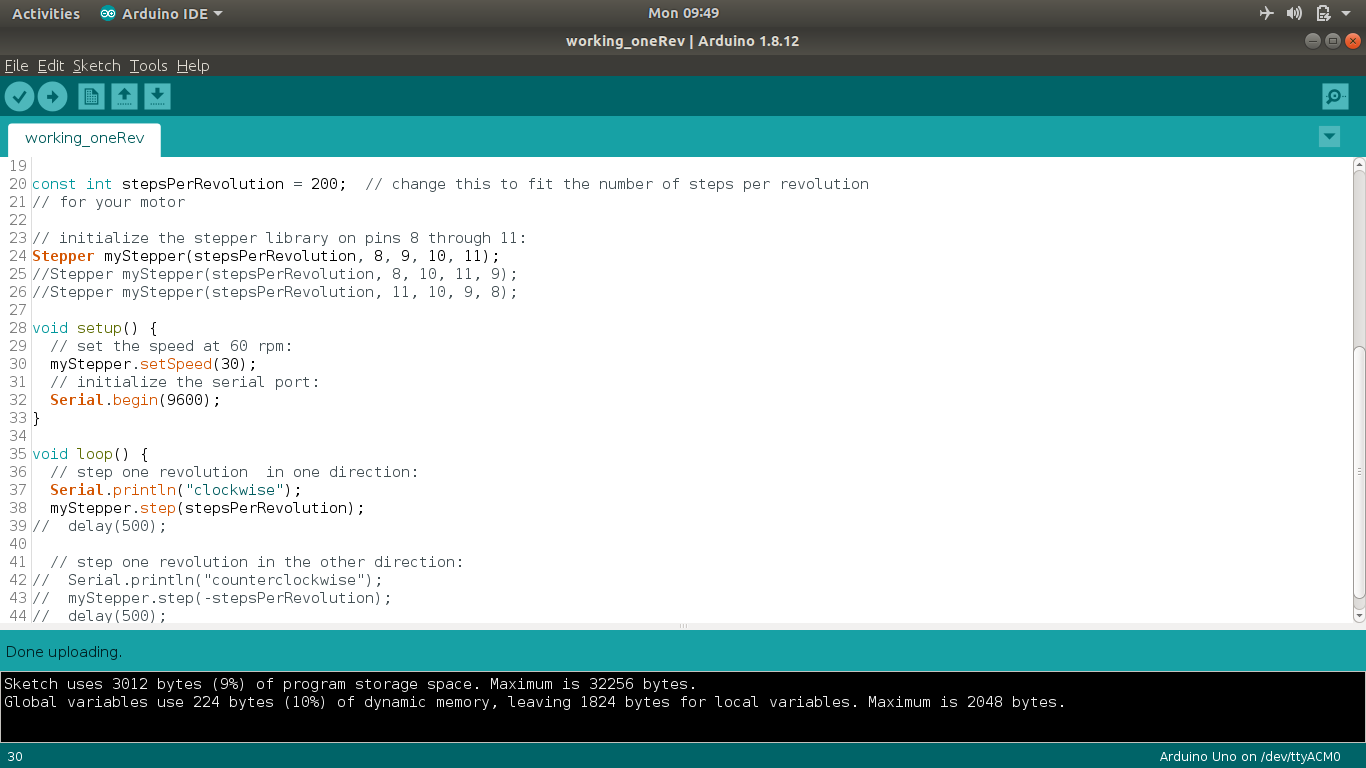 Activities Arduino IDE Mon 09:49
working_oneRev | Arduino 1.8.12
File Edit Sketch Tools Help
working_oneRev
19
20 const int stepsPerRevolution = 200;  // change this to fit the number of steps per revolution
21 // for your motor
22
23 // initialize the stepper library on pins 8 through 11:
24 Stepper myStepper(stepsPerRevolution, 8, 9, 10, 11);
25 //Stepper myStepper(stepsPerRevolution, 8, 10, 11, 9);
26 //Stepper myStepper(stepsPerRevolution, 11, 10, 9, 8);
27
28 void setup() {
29   // set the speed at 60 rpm:
30   myStepper.setSpeed(30);
31   // initialize the serial port:
32   Serial.begin(9600);
33 }
34
35 void loop() {
36   // step one revolution  in one direction:
37   Serial.println("clockwise");
38   myStepper.step(stepsPerRevolution);
39 //  delay(500);
40
41   // step one revolution in the other direction:
42 //  Serial.println("counterclockwise");
43 //  myStepper.step(-stepsPerRevolution);
44 //  delay(500);
Done uploading.
Sketch uses 3012 bytes (9%) of program storage space. Maximum is 32256 bytes.
Global variables use 224 bytes (10%) of dynamic memory, leaving 1824 bytes for local variables. Maximum is 2048 bytes.
30 Arduino Uno on /dev/ttyACM0